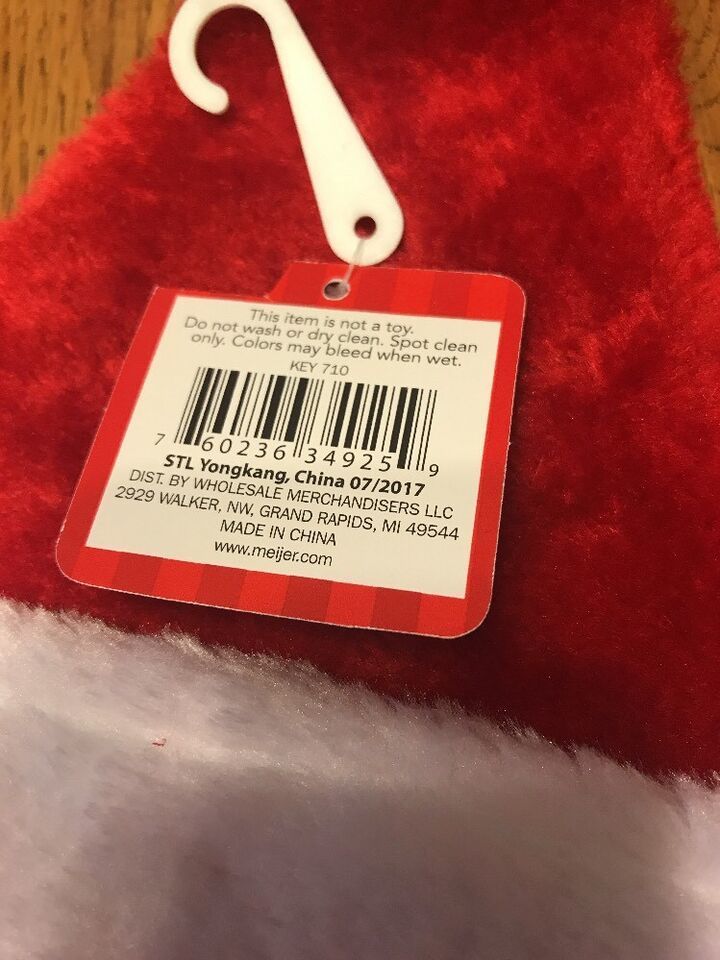 This item is not a toy.
Do not wash or dry clean. Spot clean
only. Colors may bleed when wet.
KEY 710
7 60236 34925 9
STL Yongkang, China 07/2017
DIST. BY WHOLESALE MERCHANDISERS LLC
2929 WALKER, NW, GRAND RAPIDS, MI 49544
MADE IN CHINA
www.meijer.com